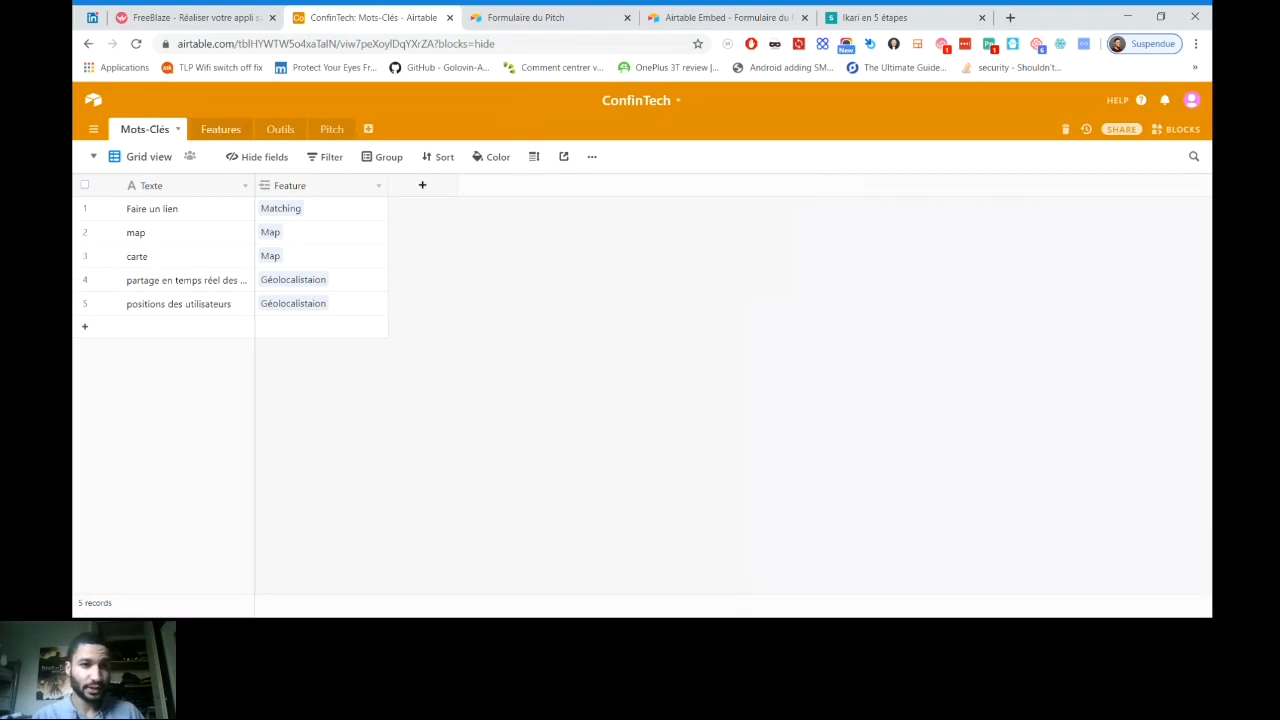 FreeBlaze - Réaliser votre appli sa
ConfinTech: Mots-Clés - Airtable
Formulaire du Pitch
Airtable Embed - Formulaire du
Ikari en 5 étapes
airtable.com/tblHYWTW5o4xaTaIN/viw7peXoylDqYXrZA?blocks=hide
New
1
1
6
Suspendue
Applications
TLP Wifi switch off fix
Protect Your Eyes Fr...
GitHub - Golovin-A...
Comment centrer v...
OnePlus 3T review |...
Android adding SM...
The Ultimate Guide...
security - Shouldn't...
»
ConfinTech
HELP
Mots-Clés
Features
Outils
Pitch
SHARE
BLOCKS
Grid view
Hide fields
Filter
Group
Sort
Color
Texte
Feature
1 Faire un lien Matching
2 map Map
3 carte Map
4 partage en temps réel des ... Géolocalistaion
5 positions des utilisateurs Géolocalistaion
5 records